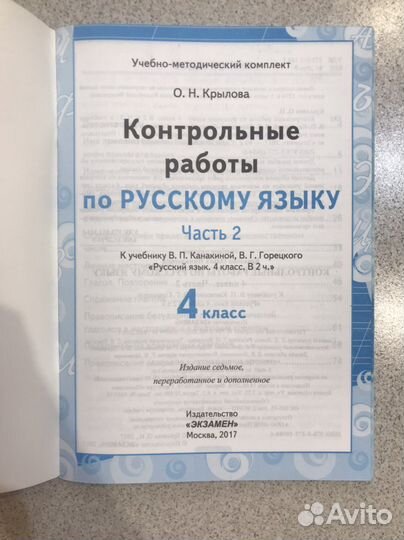 Учебно-методический комплект
О. Н. Крылова
Контрольные
работы
по РУССКОМУ ЯЗЫКУ
Часть 2
К учебнику В. П. Канакиной, В. Г. Горецкого
«Русский язык. 4 класс. В 2 ч.»
4 класс
Издание седьмое,
переработанное и дополненное
Издательство
«ЭКЗАМЕН»
Москва, 2017
Avito